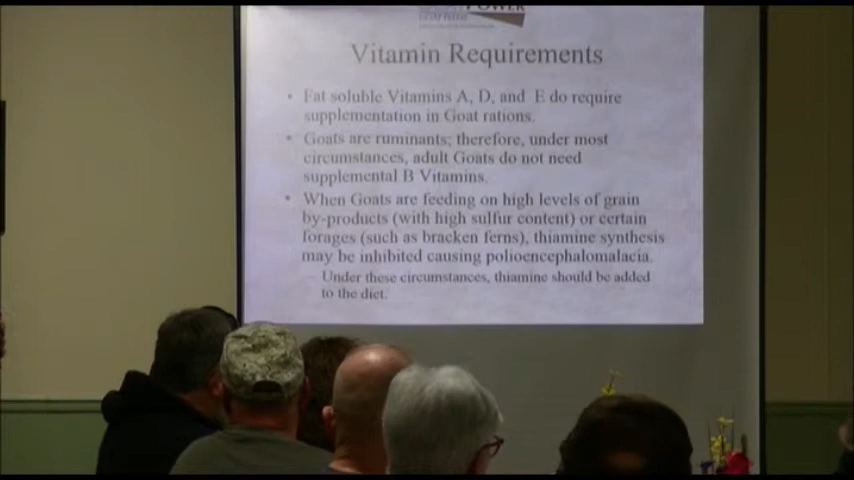 POWER
Vitamin Requirements
• Fat soluble Vitamins A, D, and E do require
supplementation in Goat rations.
• Goats are ruminants; therefore, under most
circumstances, adult Goats do not need
supplemental B Vitamins.
• When Goats are feeding on high levels of grain
by-products (with high sulfur content) or certain
forages (such as bracken ferns), thiamine synthesis
may be inhibited causing polioencephalomalacia.
– Under these circumstances, thiamine should be added
to the diet.